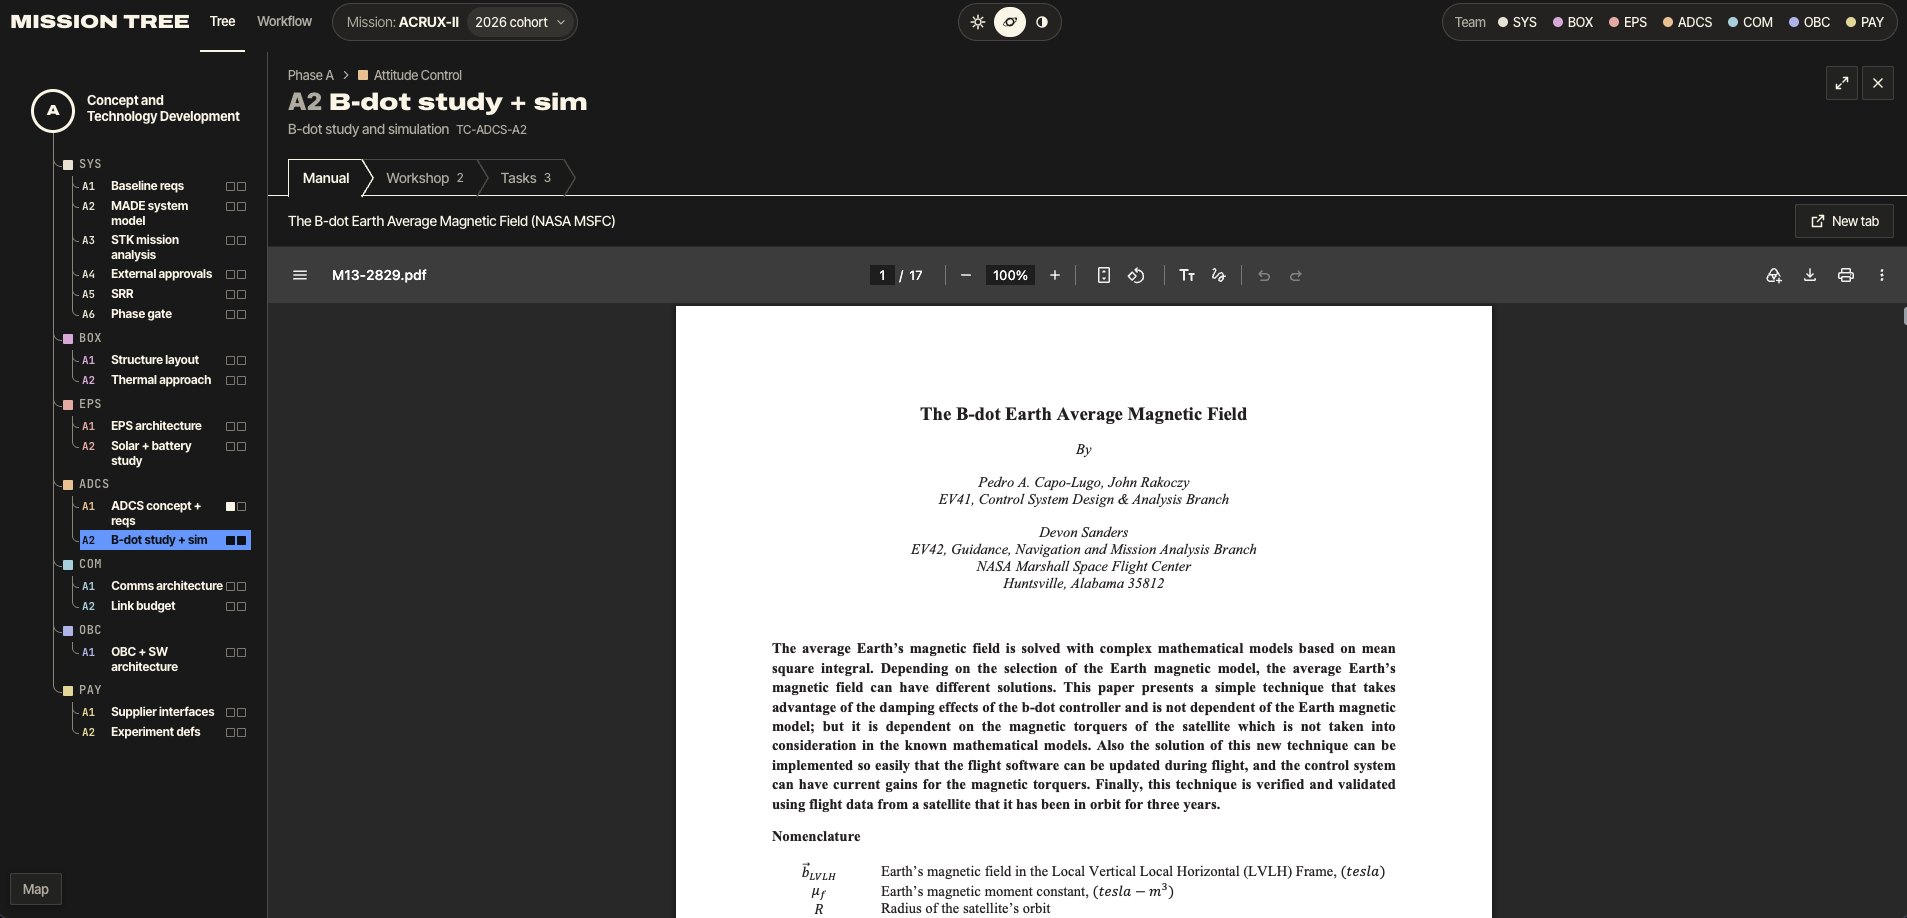 MISSION TREE
Tree
Workflow
Mission: ACRUX-II
2026 cohort
Team
SYS
BOX
EPS
ADCS
COM
OBC
PAY
A
Concept and
Technology Development
SYS
A1 Baseline reqs
A2 MADE system
model
A3 STK mission
analysis
A4 External approvals
A5 SRR
A6 Phase gate
BOX
A1 Structure layout
A2 Thermal approach
EPS
A1 EPS architecture
A2 Solar + battery
study
ADCS
A1 ADCS concept +
reqs
A2 B-dot study + sim
COM
A1 Comms architecture
A2 Link budget
OBC
A1 OBC + SW
architecture
PAY
A1 Supplier interfaces
A2 Experiment defs
Map
Phase A > Attitude Control
A2 B-dot study + sim
B-dot study and simulation TC-ADCS-A2
Manual
Workshop 2
Tasks 3
The B-dot Earth Average Magnetic Field (NASA MSFC)
New tab
M13-2829.pdf
1 / 17
100%
The B-dot Earth Average Magnetic Field
By
Pedro A. Capo-Lugo, John Rakoczy
EV41, Control System Design & Analysis Branch
Devon Sanders
EV42, Guidance, Navigation and Mission Analysis Branch
NASA Marshall Space Flight Center
Huntsville, Alabama 35812
The average Earth's magnetic field is solved with complex mathematical models based on mean
square integral. Depending on the selection of the Earth magnetic model, the average Earth's
magnetic field can have different solutions. This paper presents a simple technique that takes
advantage of the damping effects of the b-dot controller and is not dependent of the Earth magnetic
model; but it is dependent on the magnetic torquers of the satellite which is not taken into
consideration in the known mathematical models. Also the solution of this new technique can be
implemented so easily that the flight software can be updated during flight, and the control system
can have current gains for the magnetic torquers. Finally, this technique is verified and validated
using flight data from a satellite that it has been in orbit for three years.
Nomenclature
b⃗_LVLH Earth's magnetic field in the Local Vertical Local Horizontal (LVLH) Frame, (tesla)
μ_f Earth's magnetic moment constant, (tesla − m³)
R Radius of the satellite's orbit